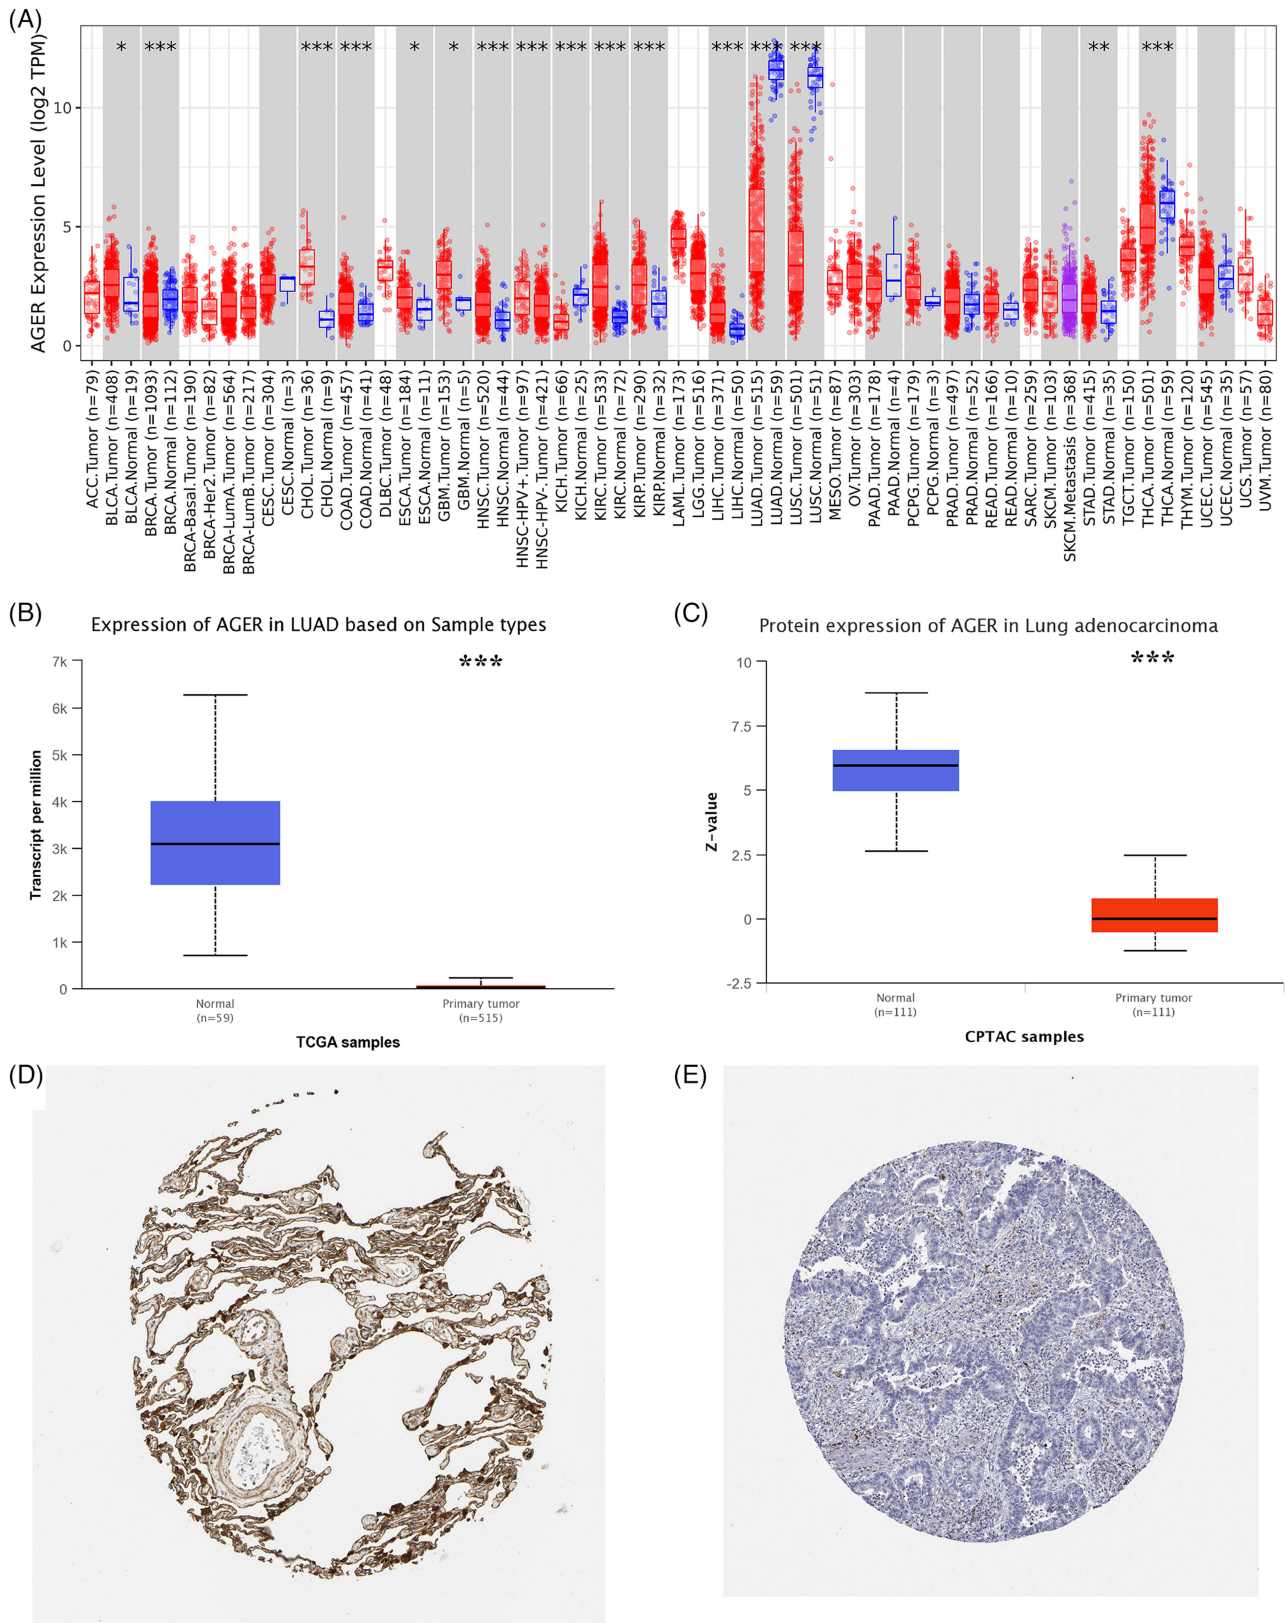 (A)
AGER Expression Level (log2 TPM)
* *** *** *** * * *** *** *** *** *** *** *** *** ** ***
10
5
0
ACC.Tumor (n=79)
BLCA.Tumor (n=408)
BLCA.Normal (n=19)
BRCA.Tumor (n=1093)
BRCA.Normal (n=112)
BRCA-Basal.Tumor (n=190)
BRCA-Her2.Tumor (n=82)
BRCA-LumA.Tumor (n=564)
BRCA-LumB.Tumor (n=217)
CESC.Tumor (n=304)
CESC.Normal (n=3)
CHOL.Tumor (n=36)
CHOL.Normal (n=9)
COAD.Tumor (n=457)
COAD.Normal (n=41)
DLBC.Tumor (n=48)
ESCA.Tumor (n=184)
ESCA.Normal (n=11)
GBM.Tumor (n=153)
GBM.Normal (n=5)
HNSC.Tumor (n=520)
HNSC.Normal (n=44)
HNSC-HPV+.Tumor (n=97)
HNSC-HPV-.Tumor (n=421)
KICH.Tumor (n=66)
KICH.Normal (n=25)
KIRC.Tumor (n=533)
KIRC.Normal (n=72)
KIRP.Tumor (n=290)
KIRP.Normal (n=32)
LAML.Tumor (n=173)
LGG.Tumor (n=516)
LIHC.Tumor (n=371)
LIHC.Normal (n=50)
LUAD.Tumor (n=515)
LUAD.Normal (n=59)
LUSC.Tumor (n=501)
LUSC.Normal (n=51)
MESO.Tumor (n=87)
OV.Tumor (n=303)
PAAD.Tumor (n=178)
PAAD.Normal (n=4)
PCPG.Tumor (n=179)
PCPG.Normal (n=3)
PRAD.Tumor (n=497)
PRAD.Normal (n=52)
READ.Tumor (n=166)
READ.Normal (n=10)
SARC.Tumor (n=259)
SKCM.Tumor (n=103)
SKCM.Metastasis (n=368)
STAD.Tumor (n=415)
STAD.Normal (n=35)
TGCT.Tumor (n=150)
THCA.Tumor (n=501)
THCA.Normal (n=59)
THYM.Tumor (n=120)
UCEC.Tumor (n=545)
UCEC.Normal (n=35)
UCS.Tumor (n=57)
UVM.Tumor (n=80)
(B)
Expression of AGER in LUAD based on Sample types
***
Transcript per million
7k
6k
5k
4k
3k
2k
1k
0
Normal
(n=59)
Primary tumor
(n=515)
TCGA samples
(C)
Protein expression of AGER in Lung adenocarcinoma
***
Z-value
10
7.5
5
2.5
0
-2.5
Normal
(n=111)
Primary tumor
(n=111)
CPTAC samples
(D)
(E)